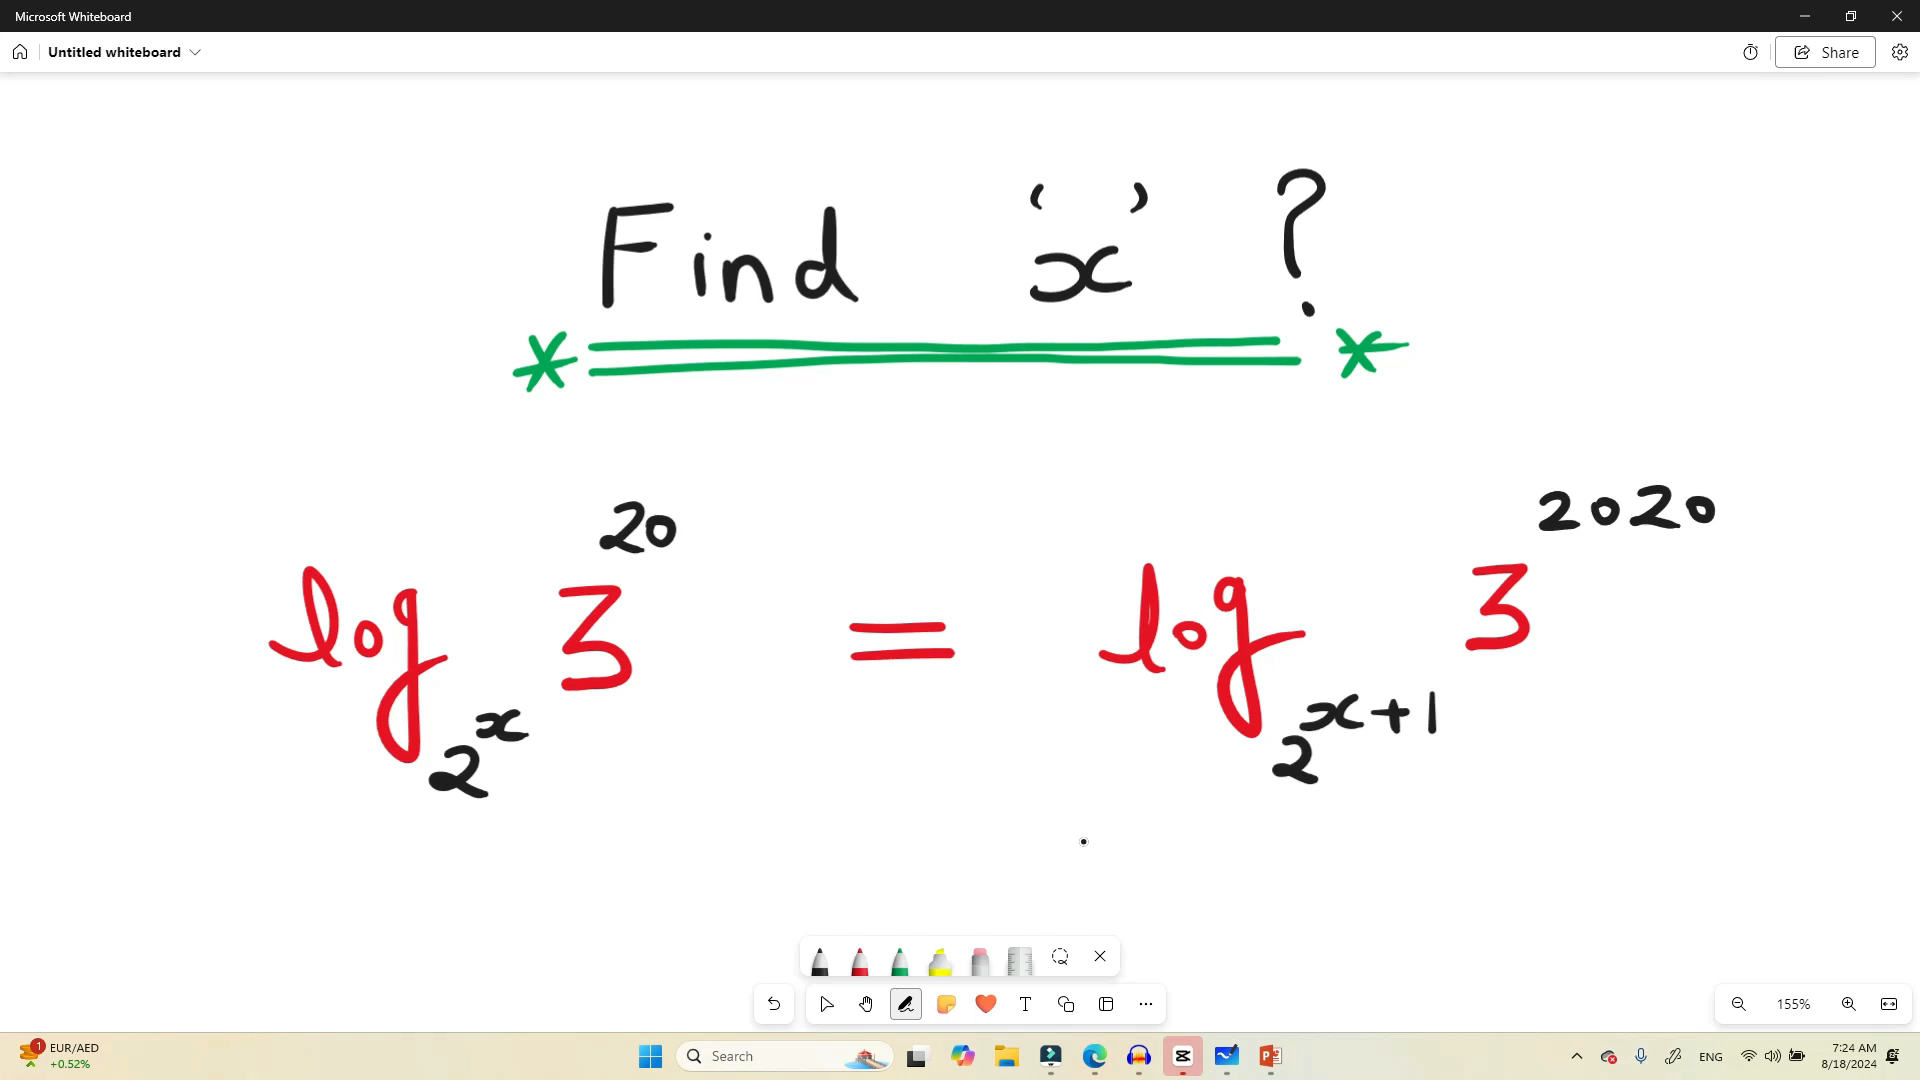 Microsoft Whiteboard
Untitled whiteboard
Share
Find 'x' ?
* *
log_{2^x} 3^{20} = log_{2^{x+1}} 3^{2020}
T
155%
1 EUR/AED
+0.52%
Search
ENG
7:24 AM
8/18/2024